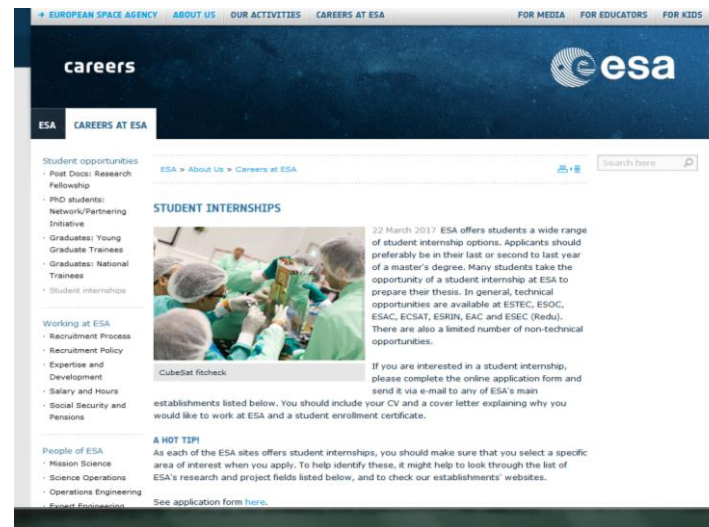 EUROPEAN SPACE AGENCY ABOUT US OUR ACTIVITIES CAREERS AT ESA FOR MEDIA FOR EDUCATORS FOR KIDS
careers
esa
ESA CAREERS AT ESA
Student opportunities
· Post Docs: Research
Fellowship
· PhD students:
Network/Partnering
Initiative
· Graduates: Young
Graduate Trainees
· Graduates: National
Trainees
· Student internships
Working at ESA
· Recruitment Process
· Recruitment Policy
· Expertise and
Development
· Salary and Hours
· Social Security and
Pensions
People of ESA
· Mission Science
· Science Operations
· Operations Engineering
· Expert Engineering
ESA > About Us > Careers at ESA
Search here
STUDENT INTERNSHIPS
22 March 2017 ESA offers students a wide range
of student internship options. Applicants should
preferably be in their last or second to last year
of a master's degree. Many students take the
opportunity of a student internship at ESA to
prepare their thesis. In general, technical
opportunities are available at ESTEC, ESOC,
ESAC, ECSAT, ESRIN, EAC and ESEC (Redu).
There are also a limited number of non-technical
opportunities.
CubeSat fitcheck
If you are interested in a student internship,
please complete the online application form and
send it via e-mail to any of ESA's main
establishments listed below. You should include your CV and a cover letter explaining why you
would like to work at ESA and a student enrollment certificate.
A HOT TIP!
As each of the ESA sites offers student internships, you should make sure that you select a specific
area of interest when you apply. To help identify these, it might help to look through the list of
ESA's research and project fields listed below, and to check our establishments' websites.
See application form here.